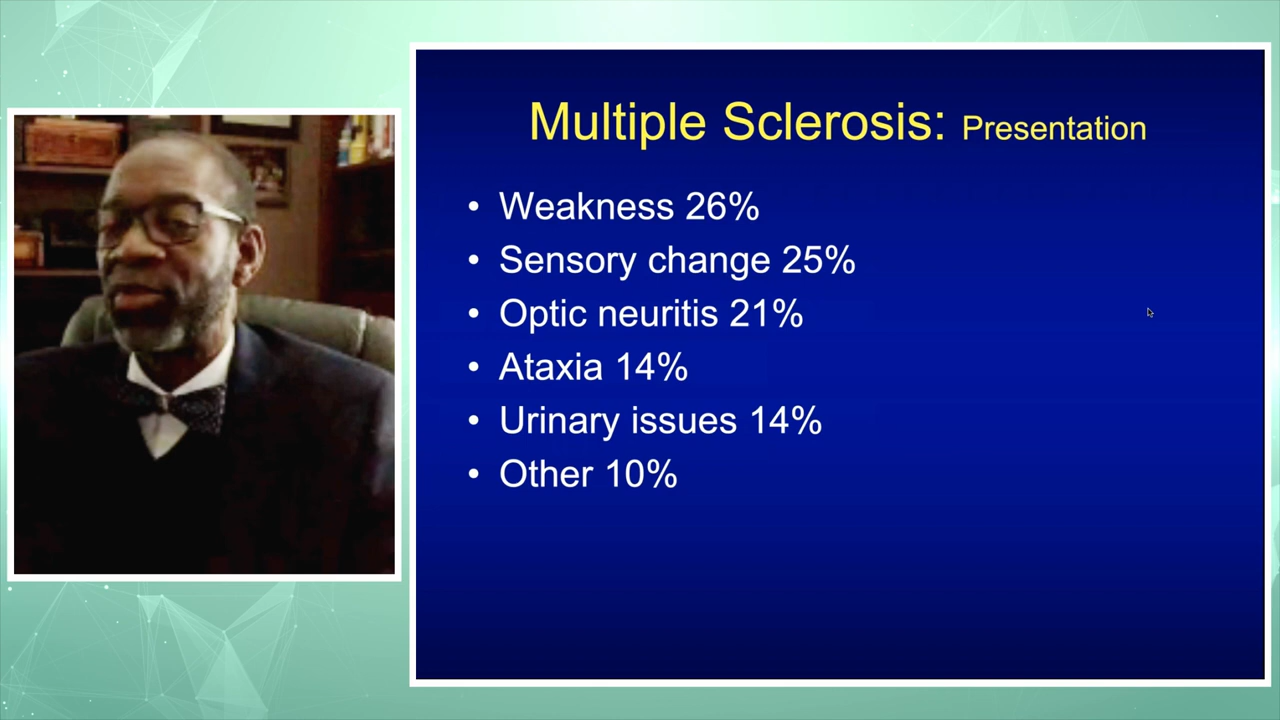 Multiple Sclerosis: Presentation
• Weakness 26%
• Sensory change 25%
• Optic neuritis 21%
• Ataxia 14%
• Urinary issues 14%
• Other 10%